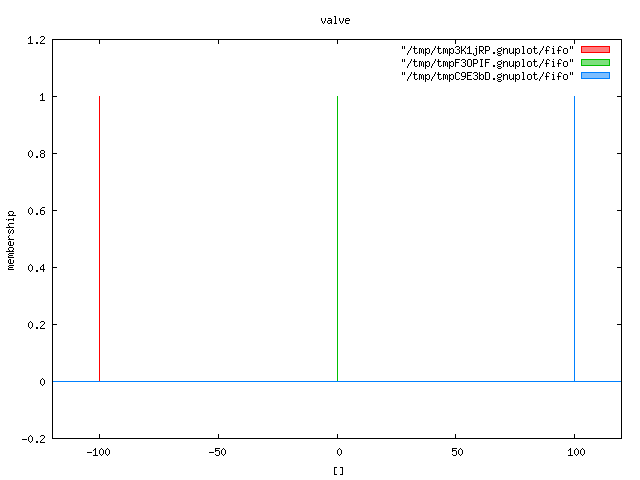 valve
1.2
1
0.8
0.6
0.4
0.2
0
-0.2
membership
-100
-50
0
50
100
[]
"/tmp/tmp3K1jRP.gnuplot/fifo"
"/tmp/tmpF3OPIF.gnuplot/fifo"
"/tmp/tmpC9E3bD.gnuplot/fifo"